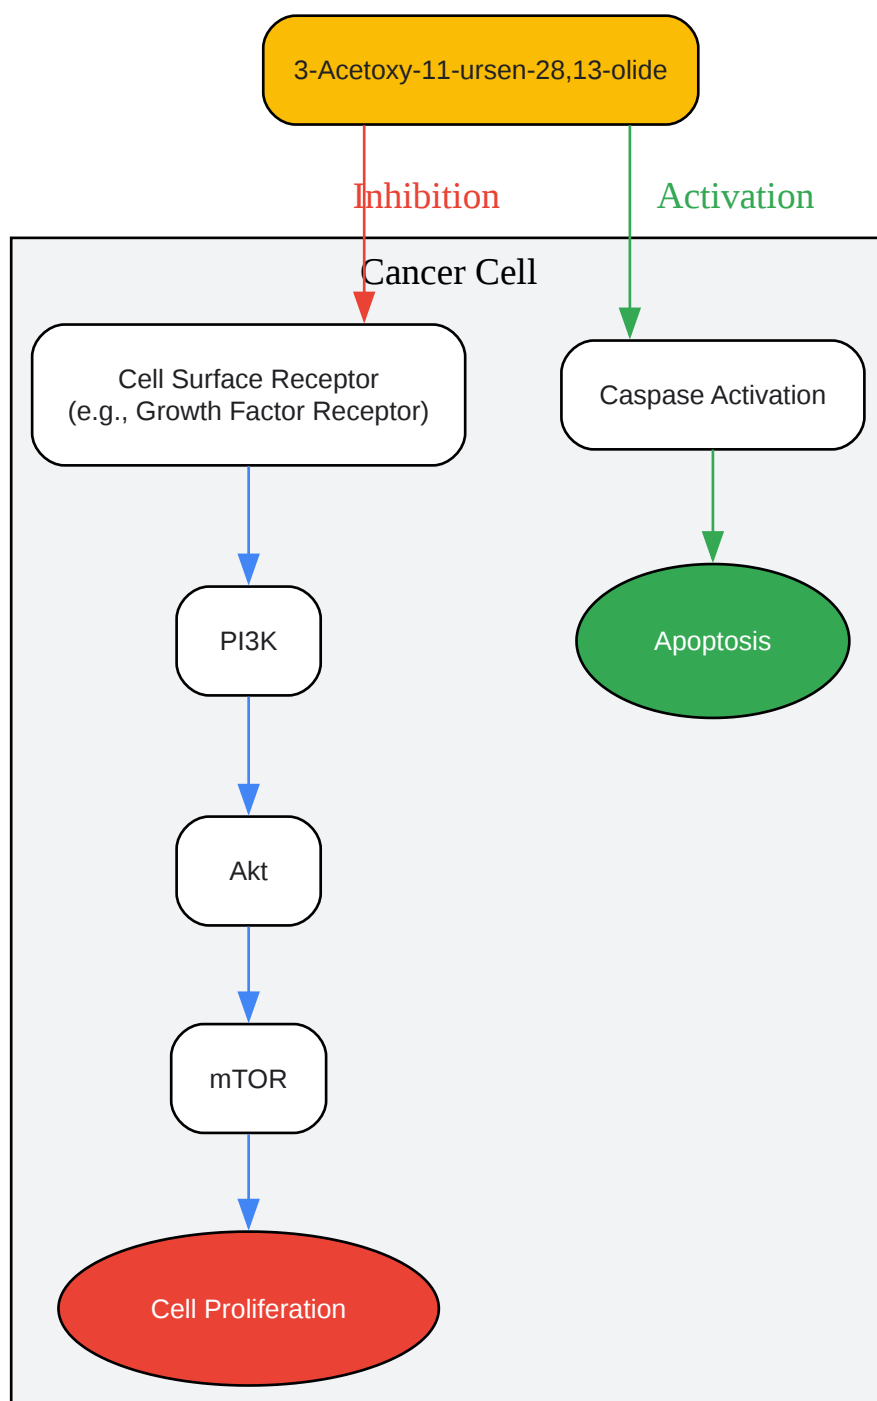 3-Acetoxy-11-ursen-28,13-olide
Inhibition
Activation
Cancer Cell
Cell Surface Receptor
(e.g., Growth Factor Receptor)
Caspase Activation
PI3K
Apoptosis
Akt
mTOR
Cell Proliferation